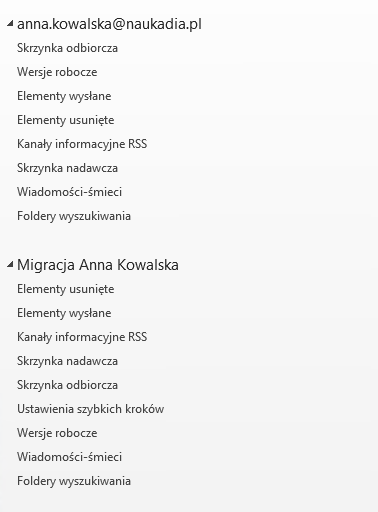 anna.kowalska@naukadia.pl
Skrzynka odbiorcza
Wersje robocze
Elementy wysłane
Elementy usunięte
Kanały informacyjne RSS
Skrzynka nadawcza
Wiadomości-śmieci
Foldery wyszukiwania
Migracja Anna Kowalska
Elementy usunięte
Elementy wysłane
Kanały informacyjne RSS
Skrzynka nadawcza
Skrzynka odbiorcza
Ustawienia szybkich kroków
Wersje robocze
Wiadomości-śmieci
Foldery wyszukiwania